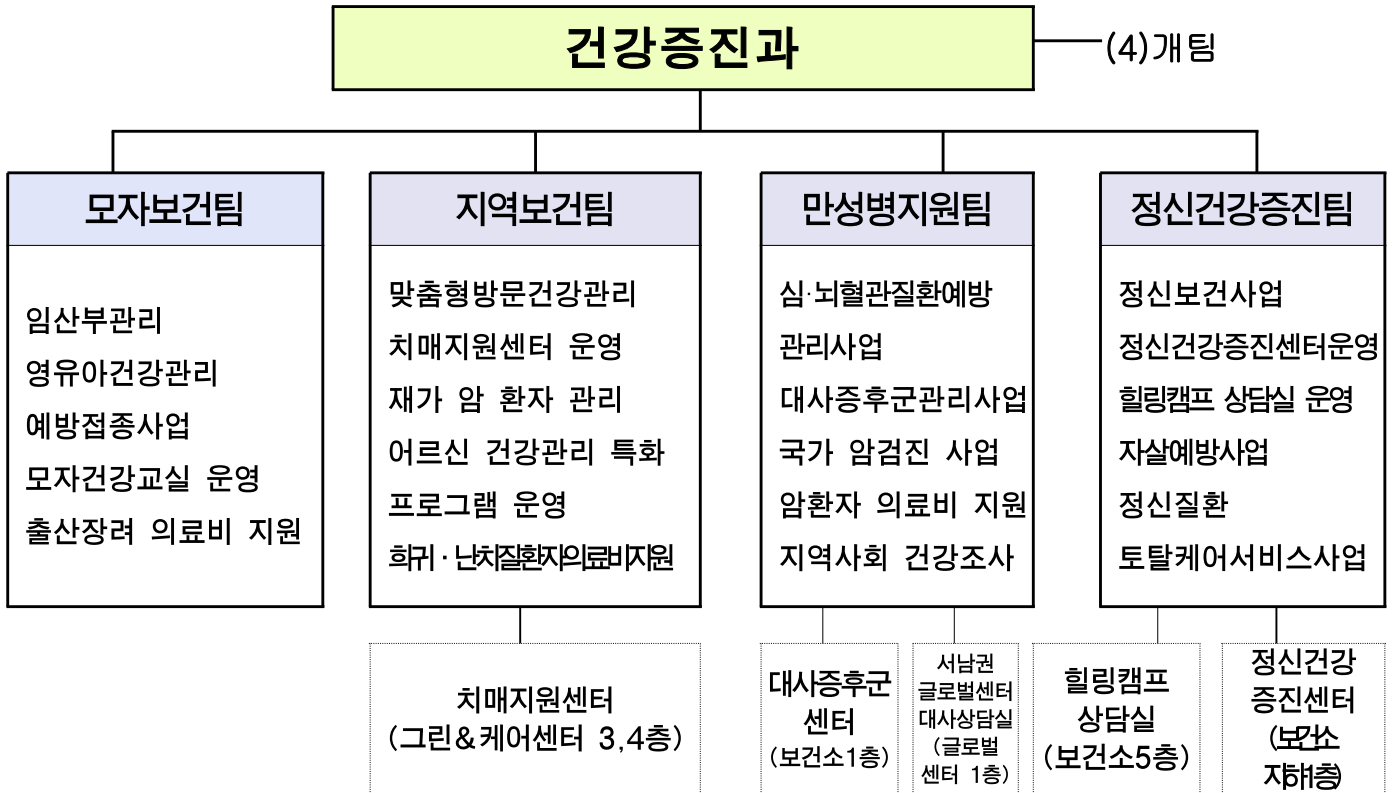 건강증진과
(4)개팀
모자보건팀
임산부관리
영유아건강관리
예방접종사업
모자건강교실 운영
출산장려 의료비 지원
지역보건팀
맞춤형방문건강관리
치매지원센터 운영
재가 암 환자 관리
어르신 건강관리 특화
프로그램 운영
희귀·난치질환자의료비지원
만성병지원팀
심·뇌혈관질환예방
관리사업
대사증후군관리사업
국가 암검진 사업
암환자 의료비 지원
지역사회 건강조사
정신건강증진팀
정신보건사업
정신건강증진센터운영
힐링캠프 상담실 운영
자살예방사업
정신질환
토탈케어서비스사업
치매지원센터
(그린&케어센터 3,4층)
대사증후군
센터
(보건소1층)
서남권
글로벌센터
대사상담실
(글로벌
센터 1층)
힐링캠프
상담실
(보건소5층)
정신건강
증진센터
(보건소
지하1층)